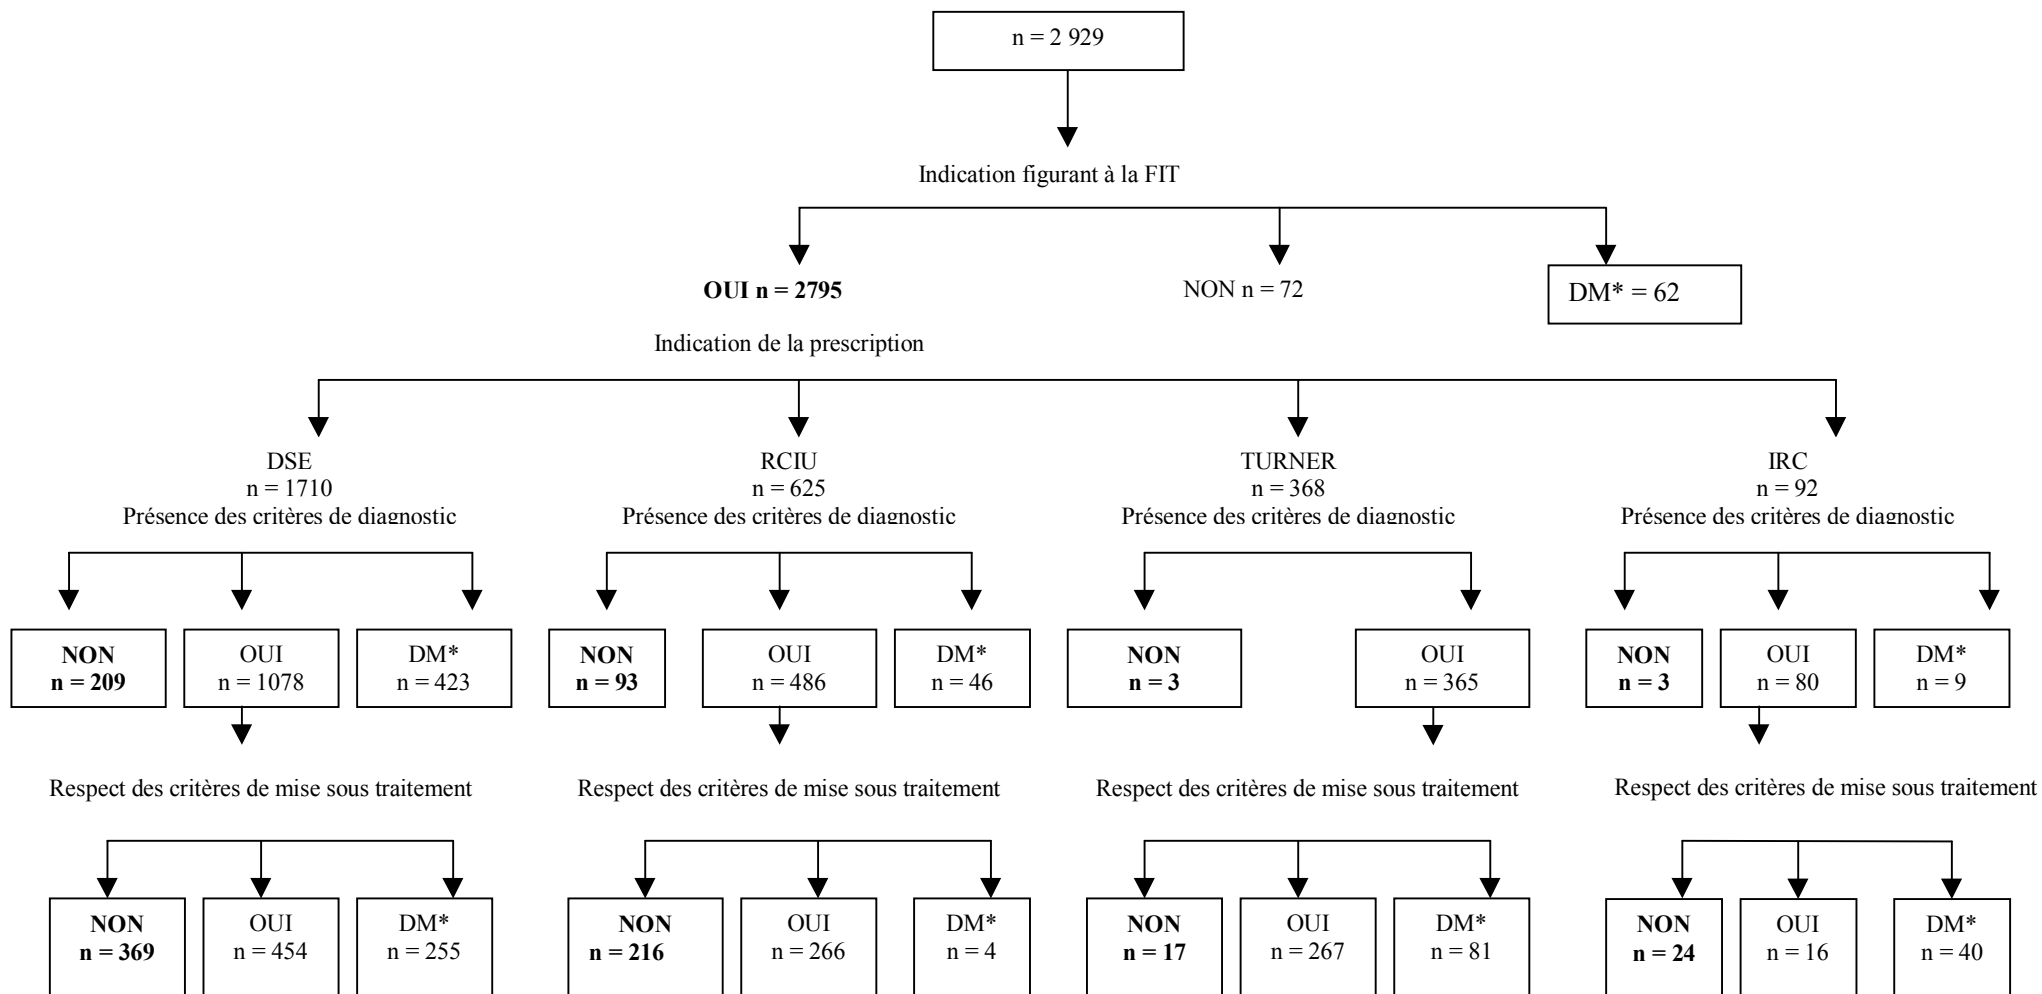 n = 2 929
Indication figurant à la FIT
OUI n = 2795
NON n = 72
DM* = 62
Indication de la prescription
DSE
n = 1710
Présence des critères de diagnostic
RCIU
n = 625
Présence des critères de diagnostic
TURNER
n = 368
Présence des critères de diagnostic
IRC
n = 92
Présence des critères de diagnostic
NON
n = 209
OUI
n = 1078
DM*
n = 423
NON
n = 93
OUI
n = 486
DM*
n = 46
NON
n = 3
OUI
n = 365
NON
n = 3
OUI
n = 80
DM*
n = 9
Respect des critères de mise sous traitement
Respect des critères de mise sous traitement
Respect des critères de mise sous traitement
Respect des critères de mise sous traitement
NON
n = 369
OUI
n = 454
DM*
n = 255
NON
n = 216
OUI
n = 266
DM*
n = 4
NON
n = 17
OUI
n = 267
DM*
n = 81
NON
n = 24
OUI
n = 16
DM*
n = 40